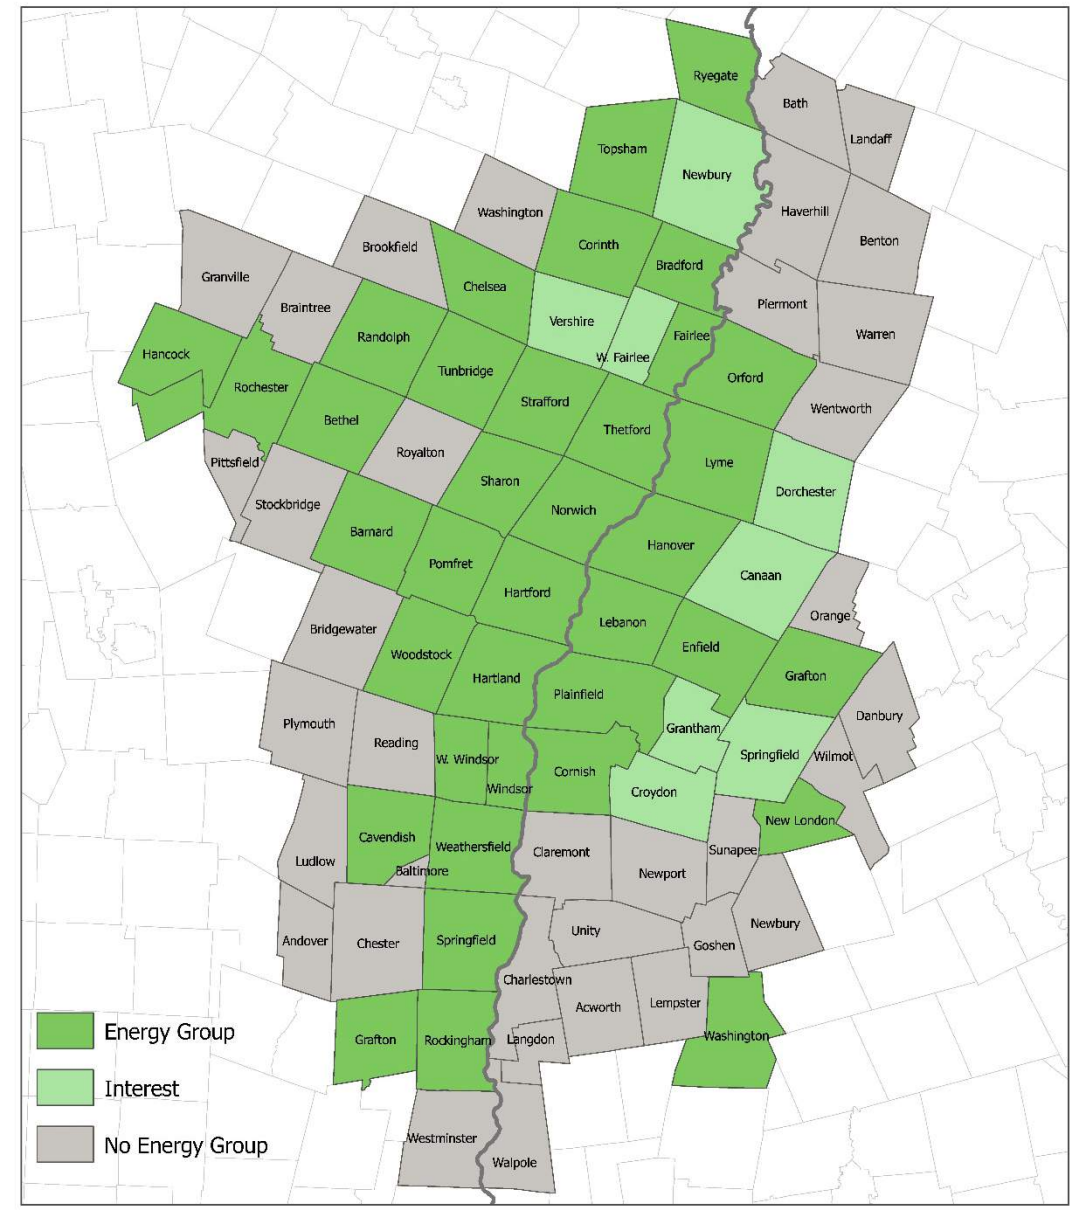 Ryegate
Bath
Landaff
Topsham
Newbury
Washington
Haverhill
Brookfield
Corinth
Benton
Bradford
Granville
Chelsea
Braintree
Piermont
Vershire
Randolph
Fairlee
Warren
Hancock
W. Fairlee
Tunbridge
Orford
Rochester
Strafford
Wentworth
Bethel
Thetford
Royalton
Pittsfield
Lyme
Sharon
Dorchester
Stockbridge
Norwich
Barnard
Hanover
Pomfret
Canaan
Hartford
Orange
Bridgewater
Lebanon
Woodstock
Enfield
Hartland
Grafton
Plainfield
Plymouth
Danbury
Grantham
Reading
Springfield
Wilmot
W. Windsor
Cornish
Windsor
Croydon
New London
Cavendish
Weathersfield
Claremont
Sunapee
Ludlow
Baltimore
Newport
Newbury
Unity
Andover
Chester
Springfield
Goshen
Charlestown
Acworth
Lempster
Energy Group
Grafton
Rockingham
Langdon
Washington
Interest
No Energy Group
Westminster
Walpole